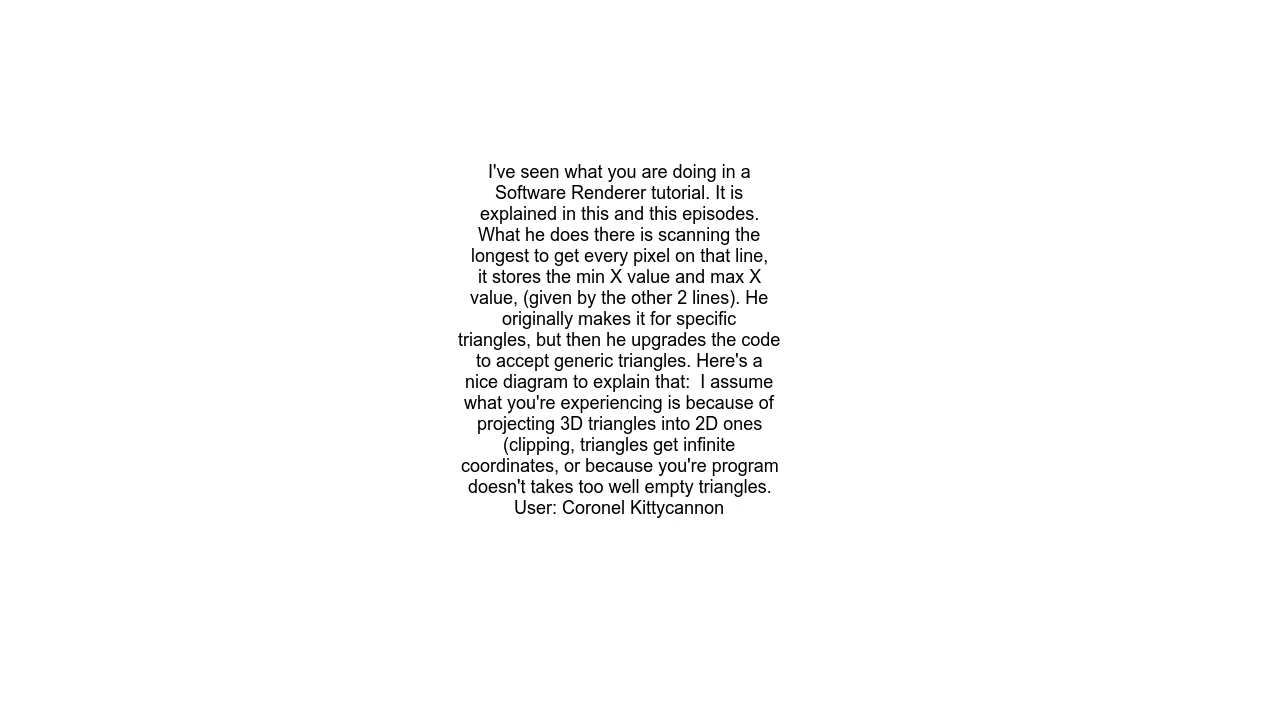 I've seen what you are doing in a
Software Renderer tutorial. It is
explained in this and this episodes.
What he does there is scanning the
longest to get every pixel on that line,
it stores the min X value and max X
value, (given by the other 2 lines). He
originally makes it for specific
triangles, but then he upgrades the code
to accept generic triangles. Here's a
nice diagram to explain that:  I assume
what you're experiencing is because of
projecting 3D triangles into 2D ones
(clipping, triangles get infinite
coordinates, or because you're program
doesn't takes too well empty triangles.
User: Coronel Kittycannon